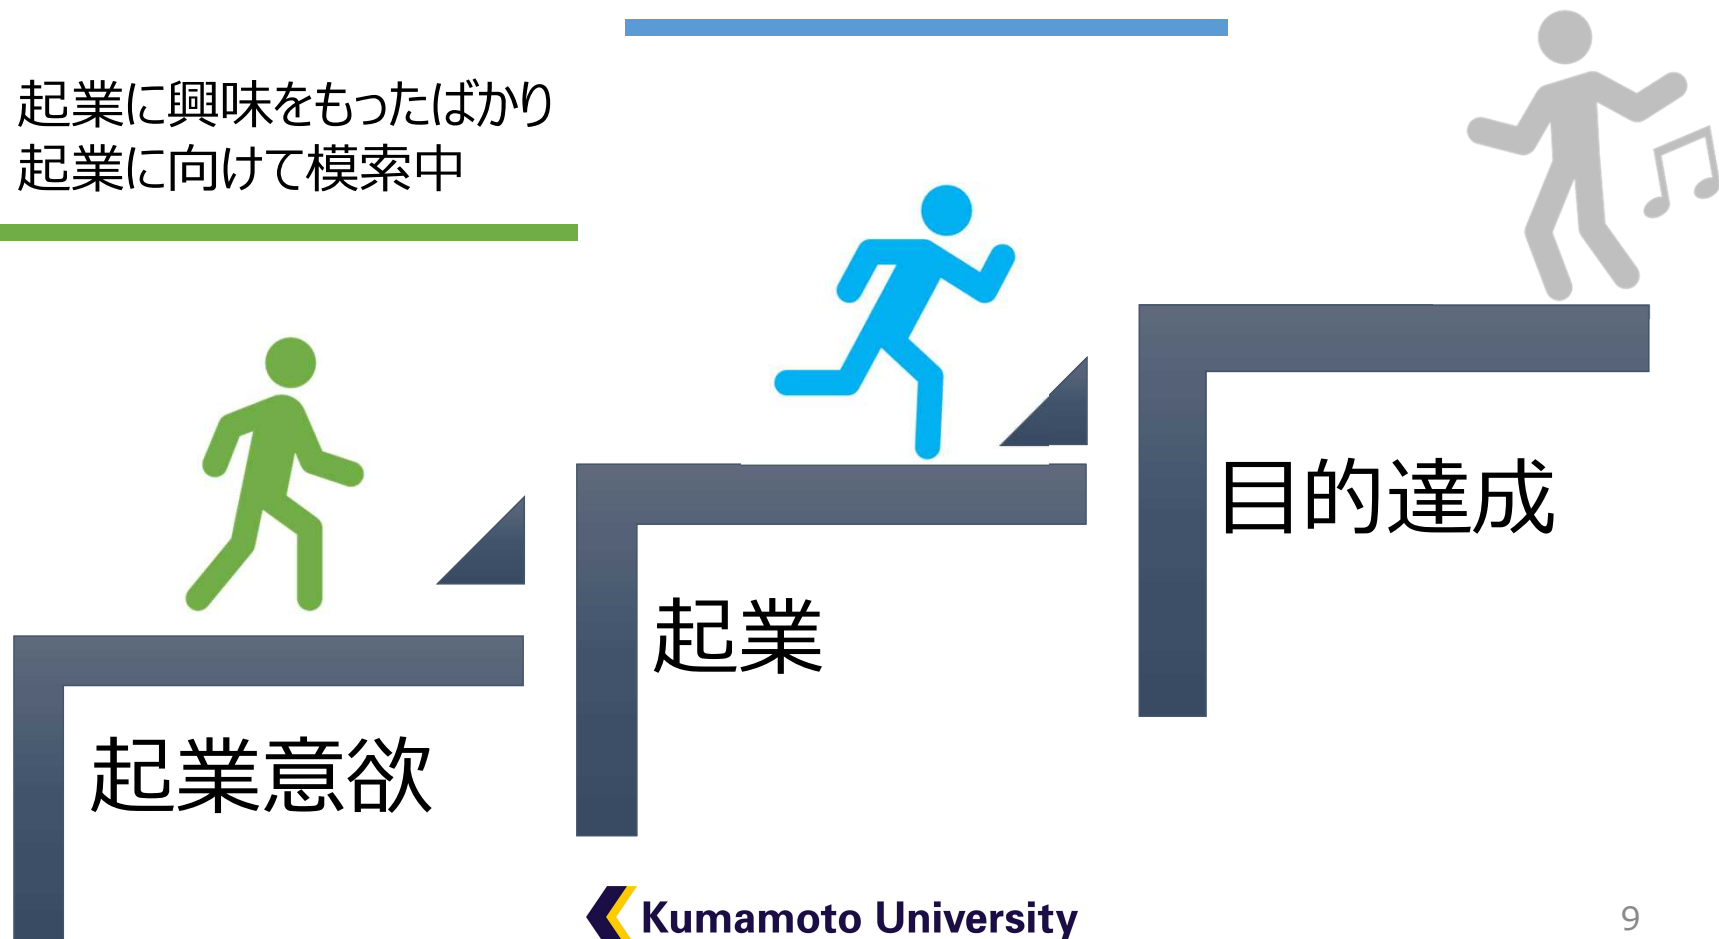 起業に興味をもったばかり
起業に向けて模索中
目的達成
起業
起業意欲
Kumamoto University
9